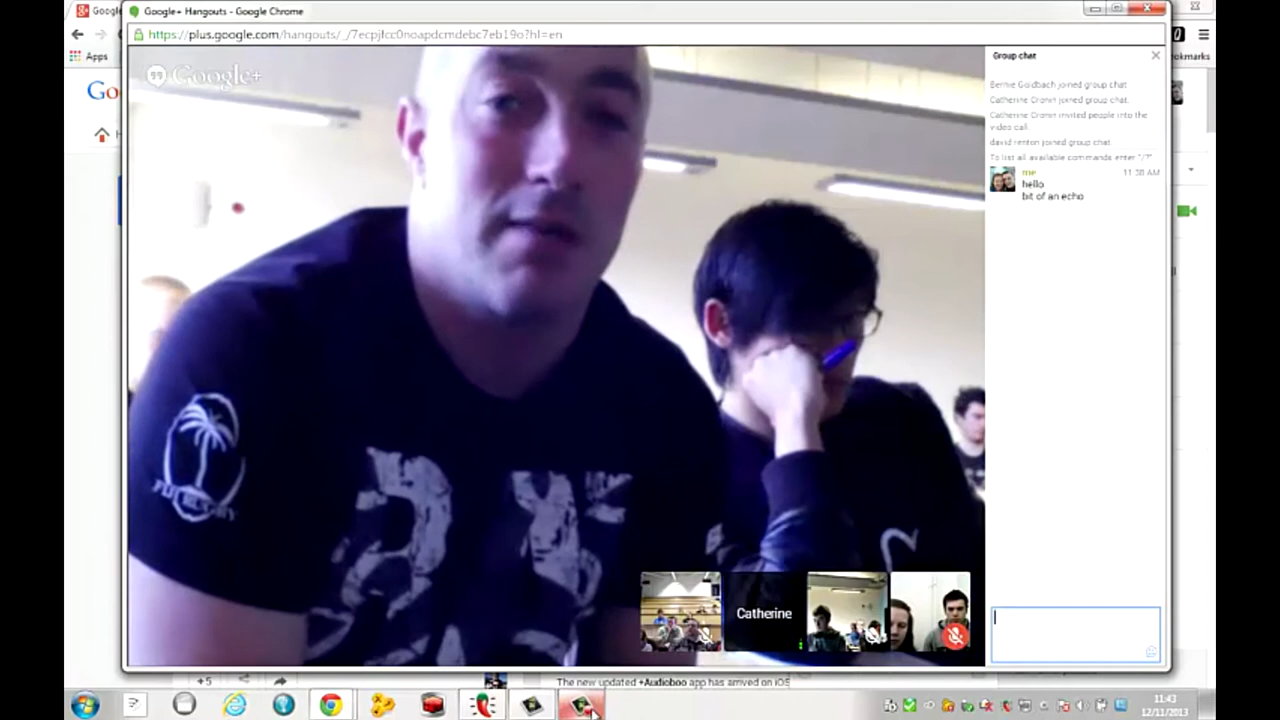 Google+ Hangouts - Google Chrome
https://plus.google.com/hangouts/_/7ecpjfcc0noapdcmdebc7eb19o?hl=en
Apps
Google+
Group chat
Bernie Goldbach joined group chat
Catherine Cronin joined group chat.
Catherine Cronin invited people into the
video call.
david renton joined group chat
To list all available commands enter "/?"
me
11:38 AM
hello
bit of an echo
Catherine
+5
The new updated +Audioboo app has arrived on iOS
11:43
12/11/2013